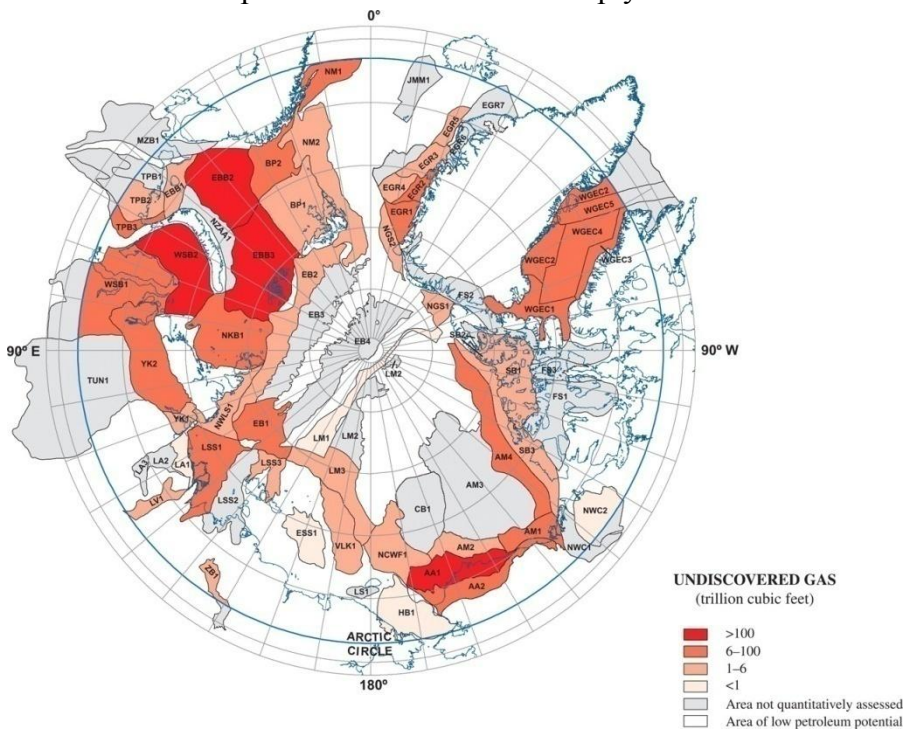 0°
NM1
JMM1
EGR7
MZB1
EGR5
NM2
EGR6
EBB2
BP2
EGR3
TPB1
EBB1
TPB2
EGR4
EGR2
WGEC2
WGEC5
BP1
EGR1
TPB3
NZAA1
NGS2
WGEC4
WSB2
EBB3
WGEC2
WGEC3
EB2
WSB1
FS2
NGS1
EB3
WGEC1
NKB1
SB2A
90° E
EB4
90° W
YK2
SB1
FS3
TUN1
LM2
FS1
NWLS1
YK1
EB1
LM1
LM2
SB3
LSS1
AM4
LA3
LA2
LA1
LSS3
LM3
AM3
LV1
LSS2
CB1
NWC2
ESS1
AM1
VLK1
NCWF1
AM2
NWC1
ZB1
AA1
AA2
LS1
HB1
ARCTIC
CIRCLE
180°
UNDISCOVERED GAS
(trillion cubic feet)
>100
6–100
1–6
<1
Area not quantitatively assessed
Area of low petroleum potential